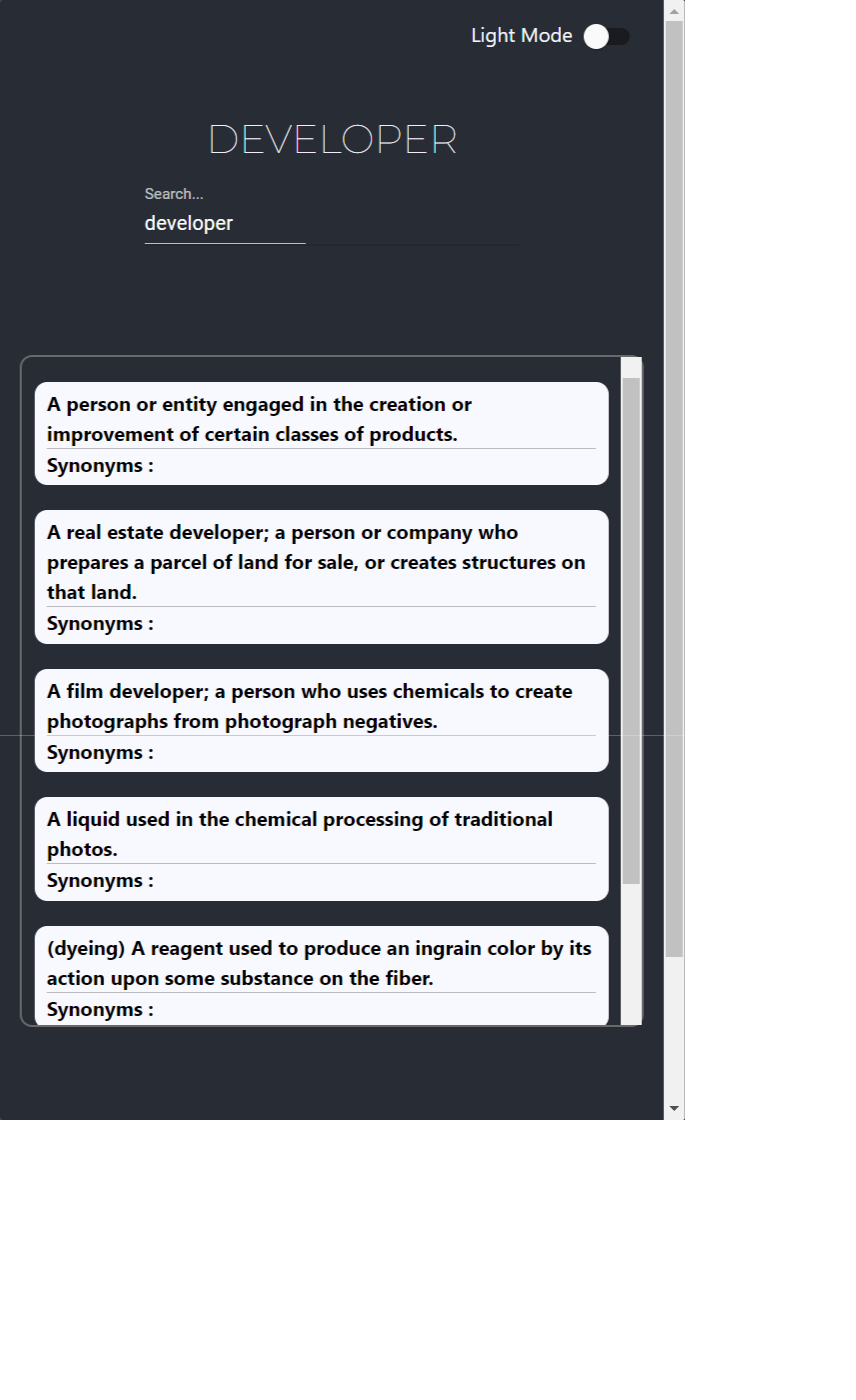 Light Mode
DEVELOPER
Search...
developer
A person or entity engaged in the creation or
improvement of certain classes of products.
Synonyms :
A real estate developer; a person or company who
prepares a parcel of land for sale, or creates structures on
that land.
Synonyms :
A film developer; a person who uses chemicals to create
photographs from photograph negatives.
Synonyms :
A liquid used in the chemical processing of traditional
photos.
Synonyms :
(dyeing) A reagent used to produce an ingrain color by its
action upon some substance on the fiber.
Synonyms :